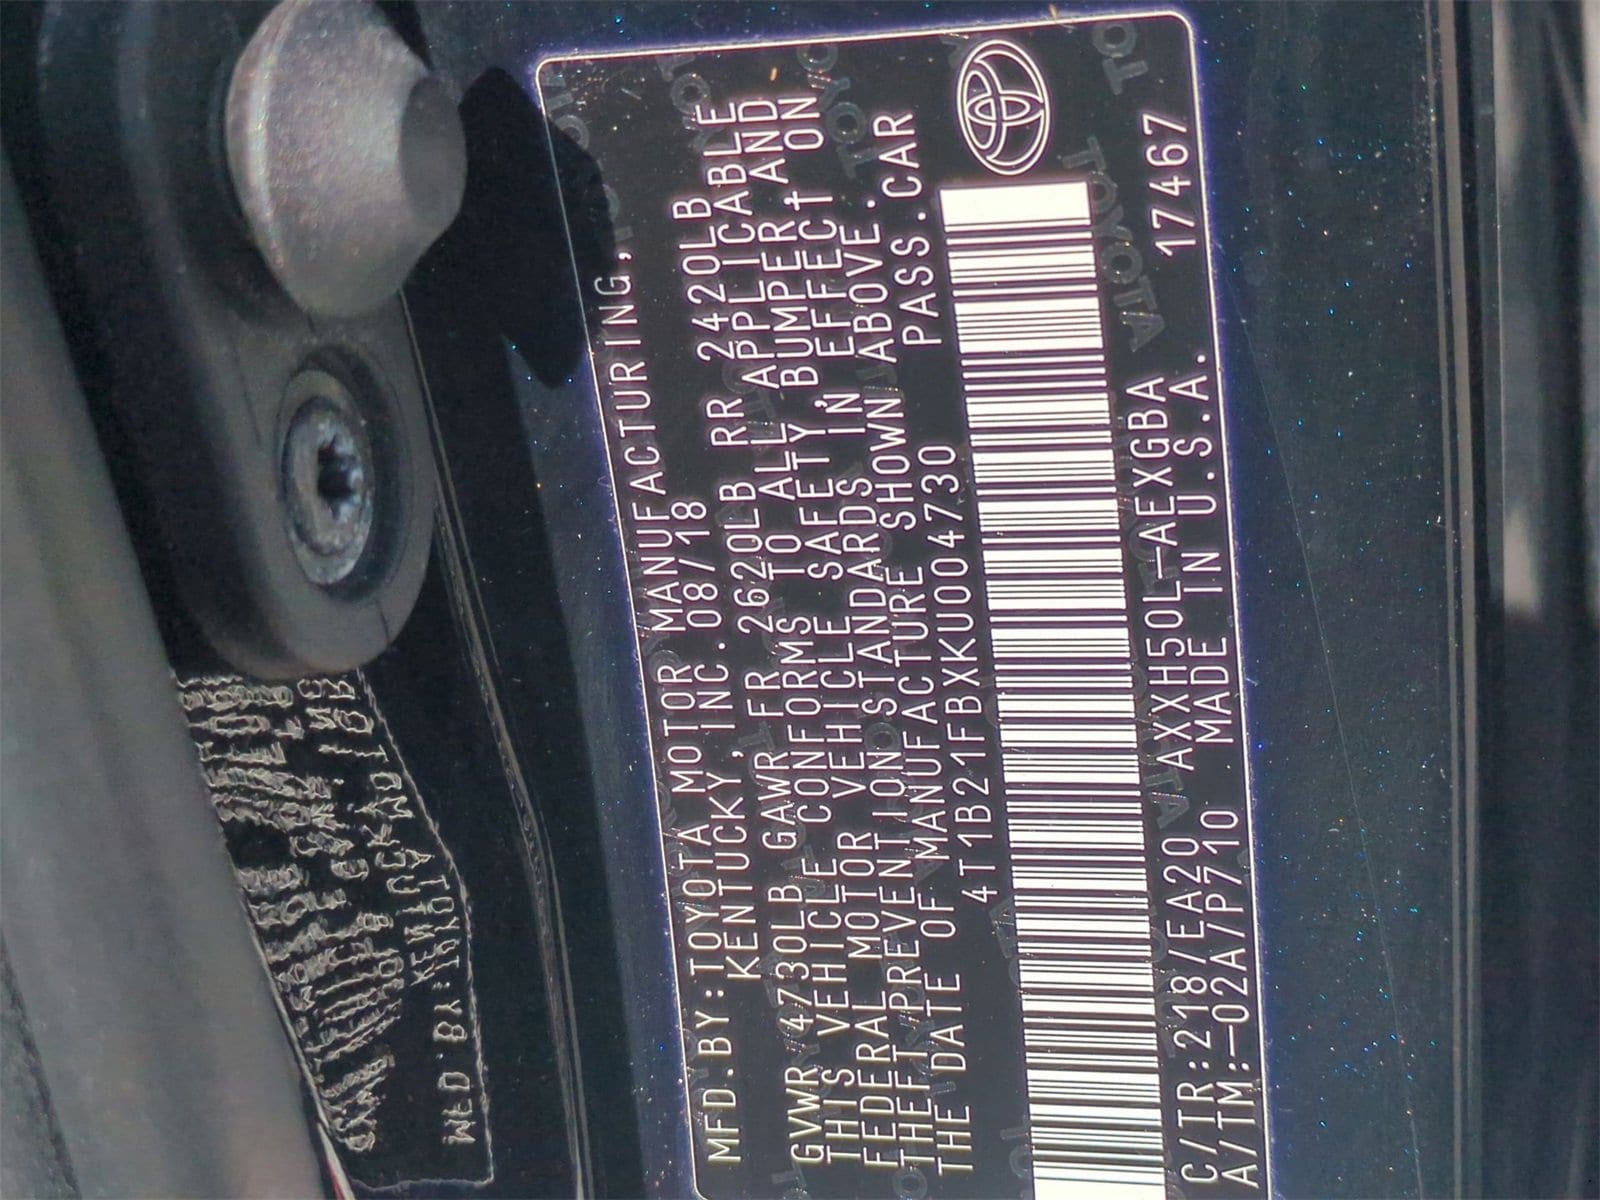 MFD.BY:TOYOTA MOTOR MANUFACTURING,
KENTUCKY,INC.08/18
GVWR 4730LB GAWR FR 2620LB RR 2420LB
THIS VEHICLE CONFORMS TO ALL APPLICABLE
FEDERAL MOTOR VEHICLE SAFETY, BUMPER, AND
THEFT PREVENTION STANDARDS IN EFFECT ON
THE DATE OF MANUFACTURE SHOWN ABOVE.
4T1B21FBXKU004730 PASS.CAR
C/TR:218/EA20 AXXH50L-AEXGBA 17467
A/TM:-02A/P710 MADE IN U.S.A.